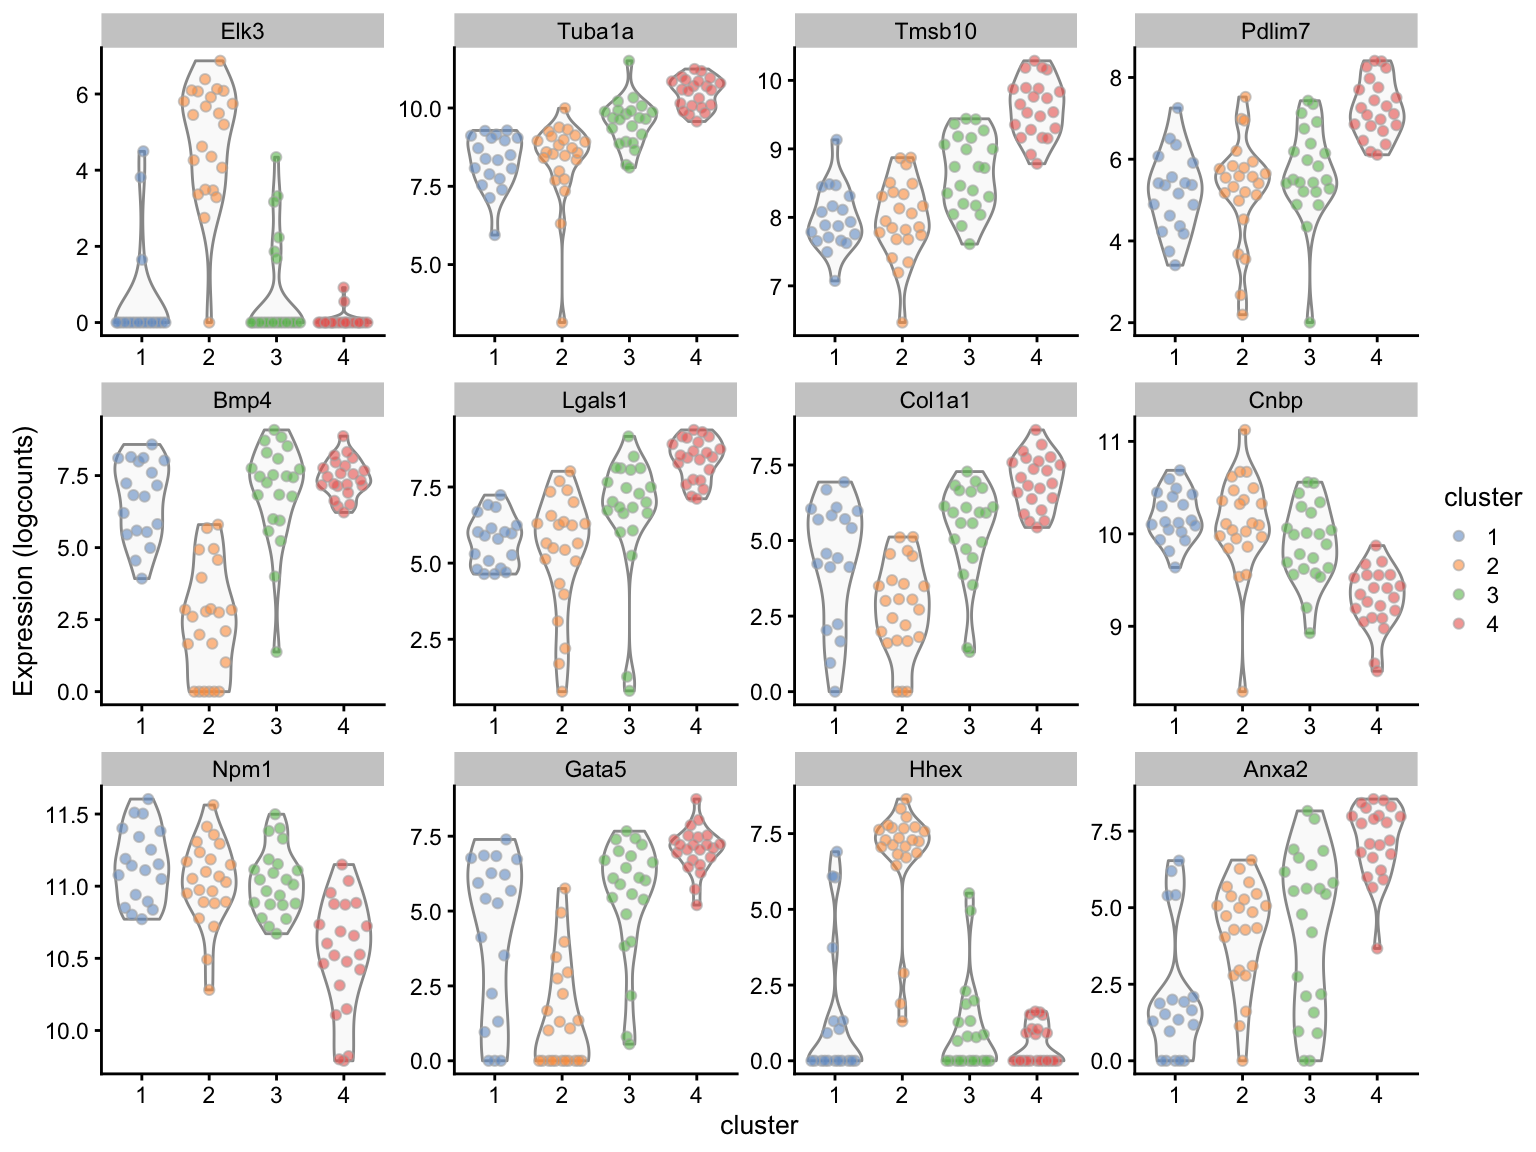 Elk3 Tuba1a Tmsb10 Pdlim7
6 4 2 0
10.0 7.5 5.0
10 9 8 7
8 6 4 2
1 2 3 4 1 2 3 4 1 2 3 4 1 2 3 4
Bmp4 Lgals1 Col1a1 Cnbp
7.5 5.0 2.5 0.0
7.5 5.0 2.5
7.5 5.0 2.5 0.0
11 10 9
1 2 3 4 1 2 3 4 1 2 3 4 1 2 3 4
Npm1 Gata5 Hhex Anxa2
11.5 11.0 10.5 10.0
7.5 5.0 2.5 0.0
7.5 5.0 2.5 0.0
7.5 5.0 2.5 0.0
1 2 3 4 1 2 3 4 1 2 3 4 1 2 3 4
Expression (logcounts)
cluster
cluster
1
2
3
4